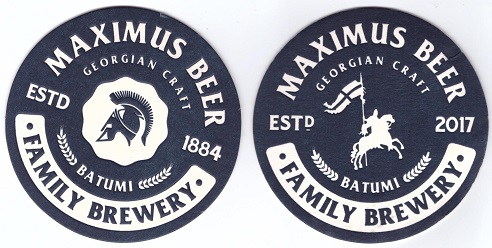 MAXIMUS BEER
GEORGIAN CRAFT
ESTD
1884
BATUMI
• FAMILY BREWERY •
MAXIMUS BEER
GEORGIAN CRAFT
ESTD
2017
BATUMI
• FAMILY BREWERY •